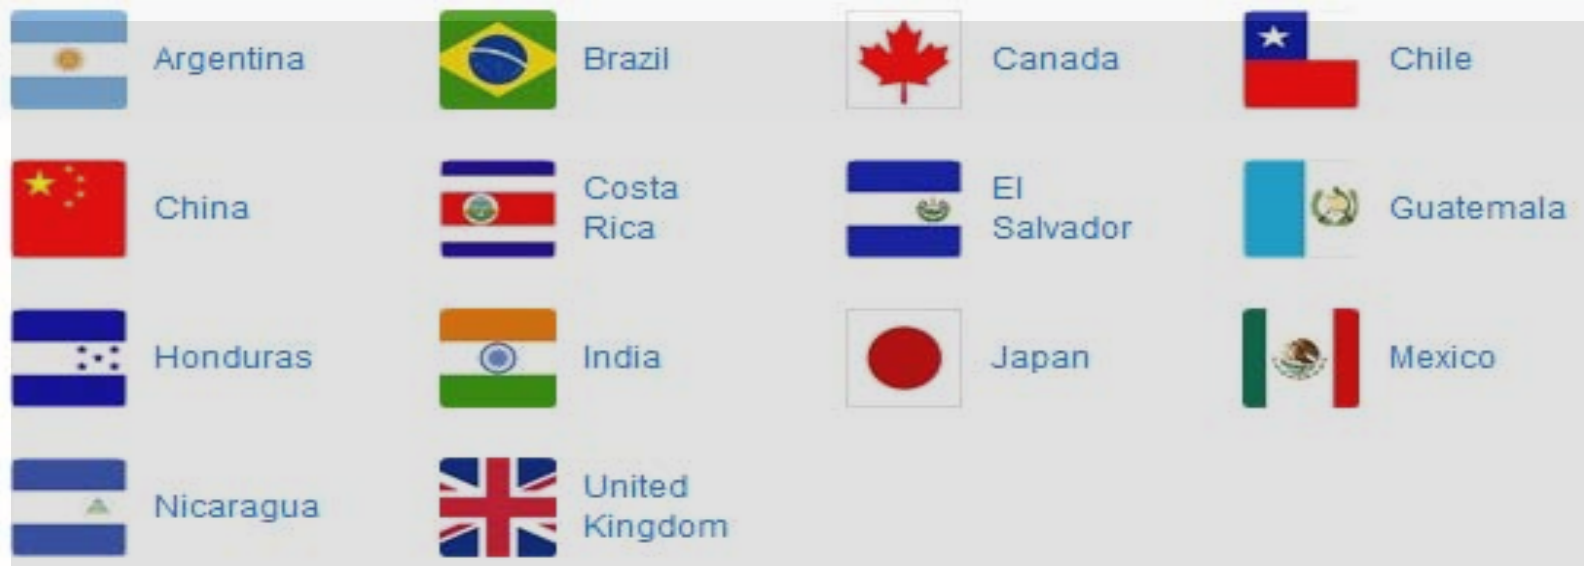 Argentina
Brazil
Canada
Chile
China
Costa
Rica
El
Salvador
Guatemala
Honduras
India
Japan
Mexico
Nicaragua
United
Kingdom